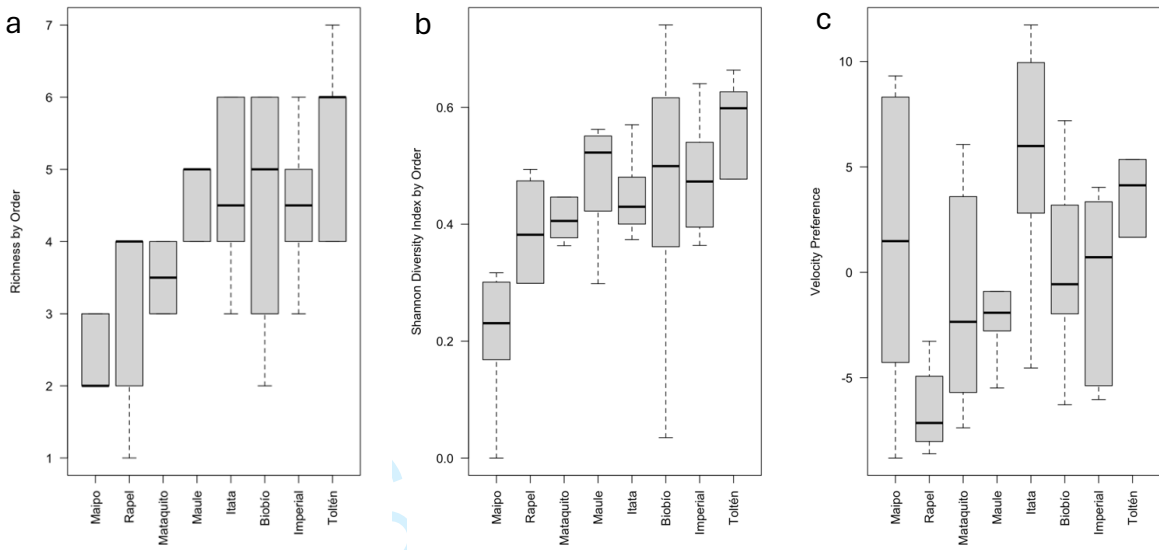 a
Richness by Order
7
6
5
4
3
2
1
Maipo
Rapel
Mataquito
Maule
Itata
Biobío
Imperial
Toltén
b
Shannon Diversity Index by Order
0.6
0.4
0.2
0.0
Maipo
Rapel
Mataquito
Maule
Itata
Biobío
Imperial
Toltén
c
Velocity Preference
10
5
0
-5
Maipo
Rapel
Mataquito
Maule
Itata
Biobío
Imperial
Toltén